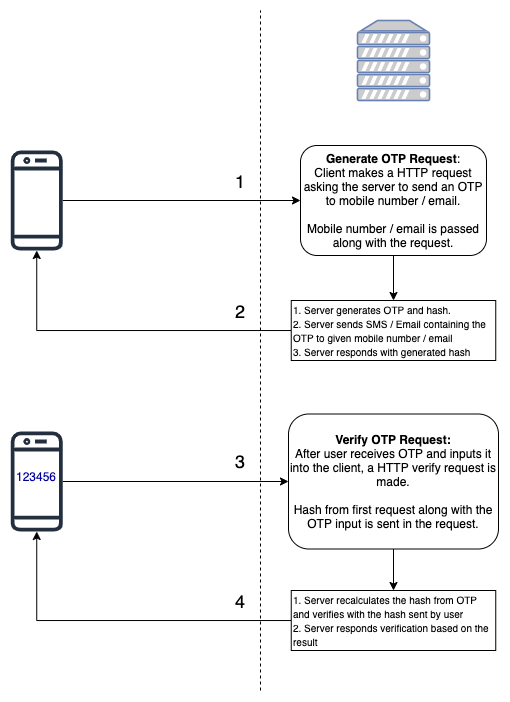 1
Generate OTP Request:
Client makes a HTTP request
asking the server to send an OTP
to mobile number / email.
Mobile number / email is passed
along with the request.
2
1. Server generates OTP and hash.
2. Server sends SMS / Email containing the
OTP to given mobile number / email
3. Server responds with generated hash
123456
3
Verify OTP Request:
After user receives OTP and inputs it
into the client, a HTTP verify request is
made.
Hash from first request along with the
OTP input is sent in the request.
4
1. Server recalculates the hash from OTP
and verifies with the hash sent by user
2. Server responds verification based on the
result